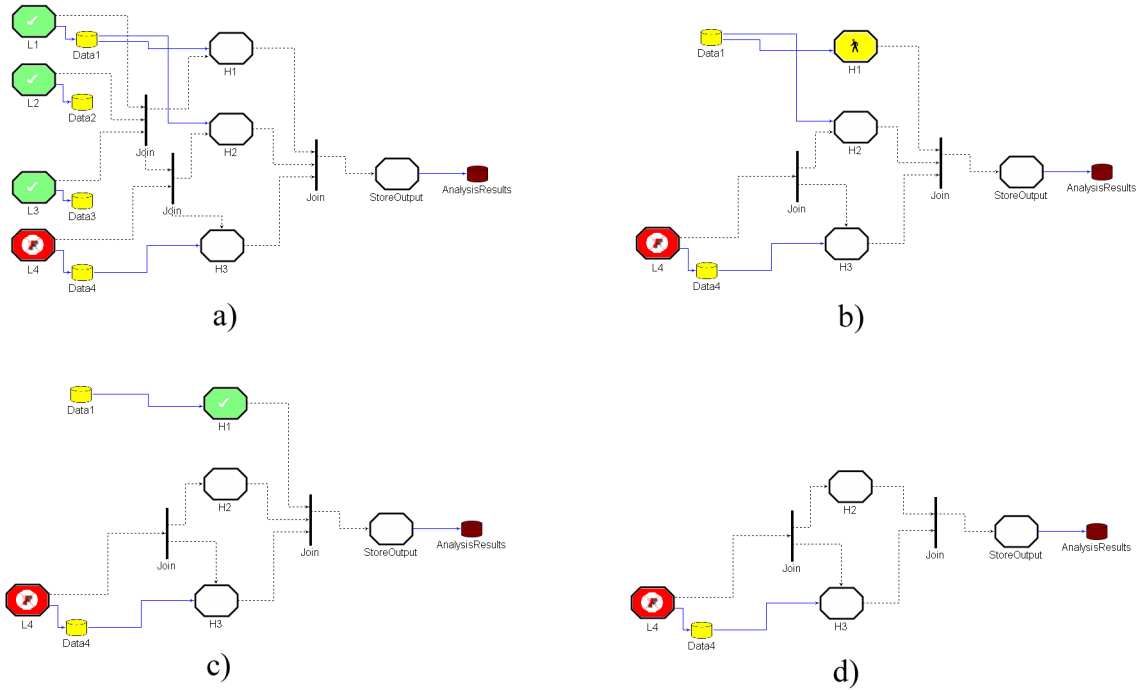 L1
Data1
H1
L2
Data2
Join
H2
L3
Data3
Join
Join
StoreOutput
AnalysisResults
L4
Data4
H3
a)
Data1
H1
H2
Join
Join
StoreOutput
AnalysisResults
L4
Data4
H3
b)
Data1
H1
H2
Join
Join
StoreOutput
AnalysisResults
L4
Data4
H3
c)
H2
Join
Join
StoreOutput
AnalysisResults
L4
Data4
H3
d)